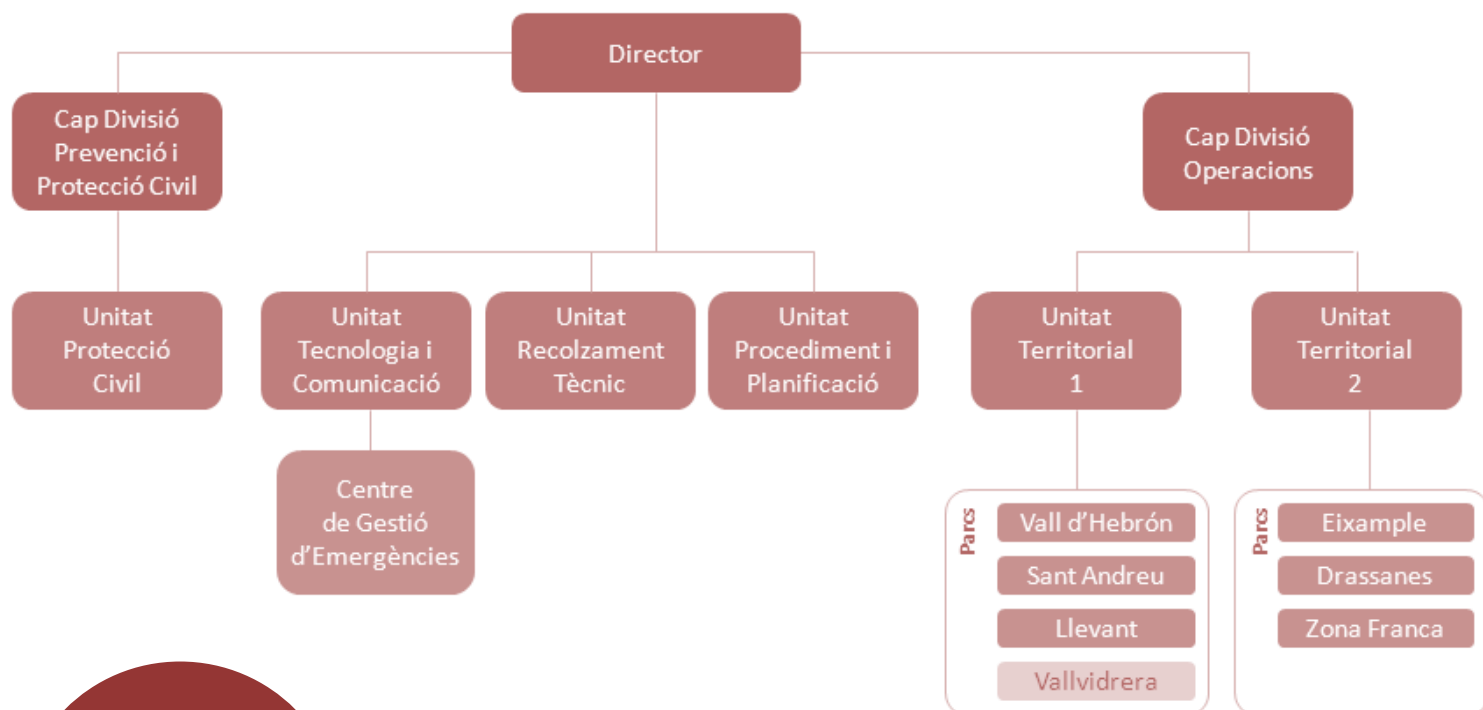 Director
Cap Divisió
Prevenció i
Protecció Civil
Cap Divisió
Operacions
Unitat
Protecció
Civil
Unitat
Tecnologia i
Comunicació
Unitat
Recolzament
Tècnic
Unitat
Procediment i
Planificació
Unitat
Territorial
1
Unitat
Territorial
2
Centre
de Gestió
d'Emergències
Parcs
Vall d'Hebrón
Sant Andreu
Llevant
Vallvidrera
Parcs
Eixample
Drassanes
Zona Franca